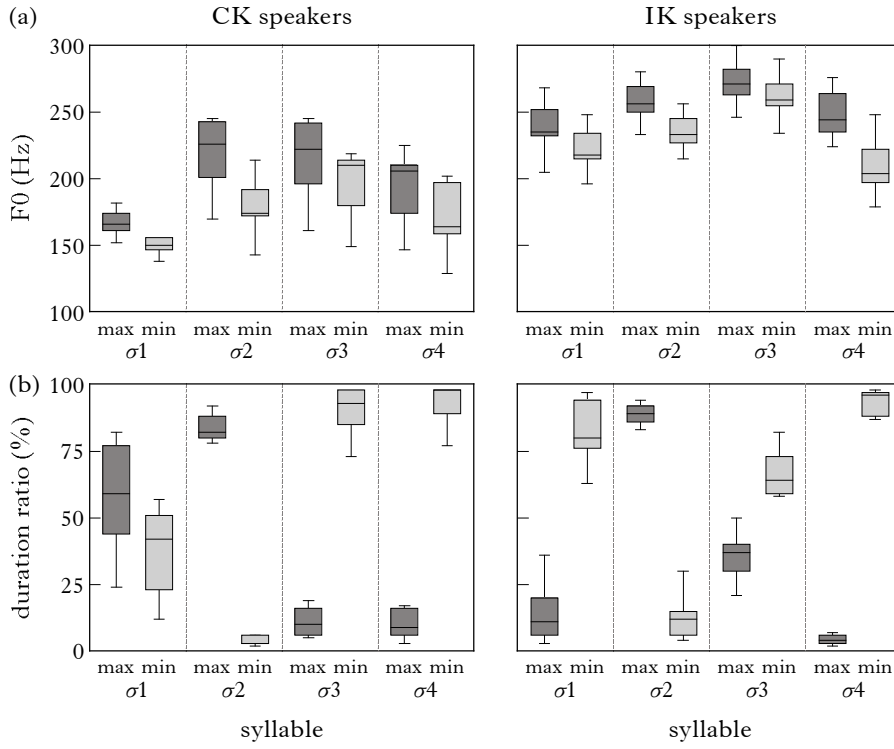 (a) CK speakers IK speakers
F0 (Hz)
300
250
200
150
100
max min max min max min max min max min max min max min max min
σ1 σ2 σ3 σ4 σ1 σ2 σ3 σ4
(b)
duration ratio (%)
100
75
50
25
0
max min max min max min max min max min max min max min max min
σ1 σ2 σ3 σ4 σ1 σ2 σ3 σ4
syllable syllable